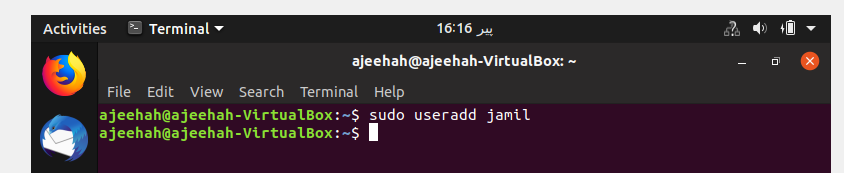 Activities Terminal 16:16 پیر
ajeehah@ajeehah-VirtualBox: ~
File Edit View Search Terminal Help
ajeehah@ajeehah-VirtualBox:~$ sudo useradd jamil
ajeehah@ajeehah-VirtualBox:~$